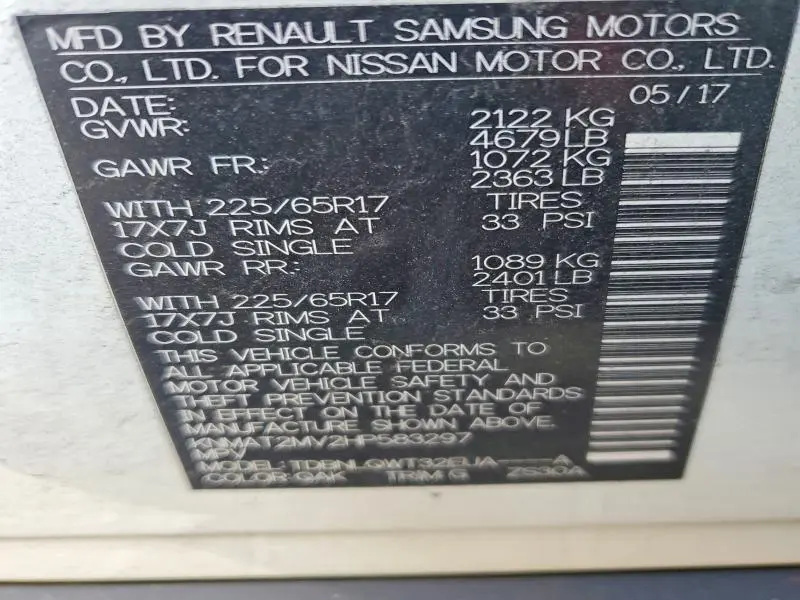 MFD BY RENAULT SAMSUNG MOTORS
CO., LTD. FOR NISSAN MOTOR CO., LTD.
DATE: 05/17
GVWR: 2122 KG
4679 LB
GAWR FR.: 1072 KG
2363 LB
WITH 225/65R17 TIRES
17X7J RIMS AT 33 PSI
COLD SINGLE
GAWR RR.: 1089 KG
2401 LB
WITH 225/65R17 TIRES
17X7J RIMS AT 33 PSI
COLD SINGLE
THIS VEHICLE CONFORMS TO
ALL APPLICABLE FEDERAL
MOTOR VEHICLE SAFETY AND
THEFT PREVENTION STANDARDS
IN EFFECT ON THE DATE OF
MANUFACTURE SHOWN ABOVE.
KNMAT2MV2HP583297
MPV
MODEL: TDBNLQWT32EUA----A
COLOR: QAK TRIM: G ZS30A